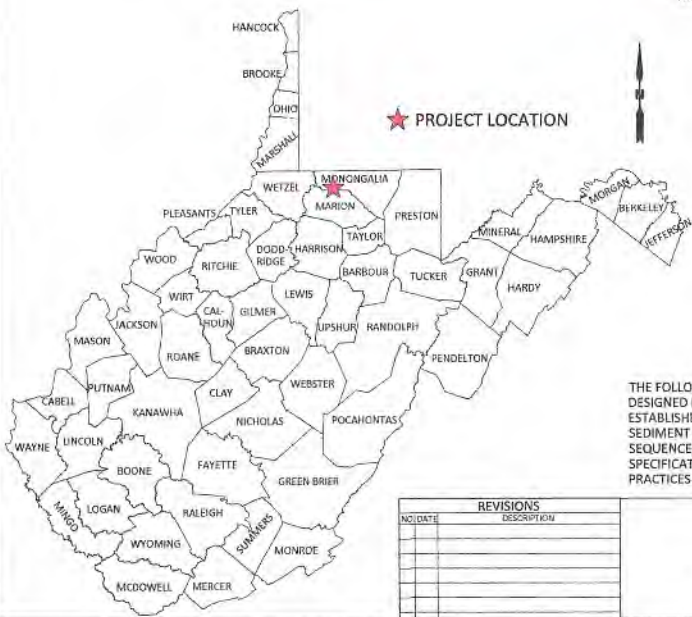 HANCOCK
BROOKE
OHIO
MARSHALL
PROJECT LOCATION
WETZEL
MONONGALIA
MARION
PLEASANTS
TYLER
PRESTON
MORGAN
BERKELEY
JEFFERSON
WOOD
RITCHIE
DODD-
RIDGE
HARRISON
TAYLOR
MINERAL
HAMPSHIRE
BARBOUR
TUCKER
GRANT
HARDY
WIRT
CAL-
HOUN
GILMER
LEWIS
UPSHUR
RANDOLPH
MASON
JACKSON
ROANE
BRAXTON
PENDELTON
CABELL
PUTNAM
CLAY
WEBSTER
KANAWHA
NICHOLAS
POCAHONTAS
WAYNE
LINCOLN
BOONE
FAYETTE
GREEN BRIER
MINGO
LOGAN
RALEIGH
SUMMERS
WYOMING
MONROE
MCDOWELL
MERCER
THE FOLLO
DESIGNED
ESTABLISHE
SEDIMENT
SEQUENCE
SPECIFICAT
PRACTICES
REVISIONS
NO. DATE DESCRIPTION